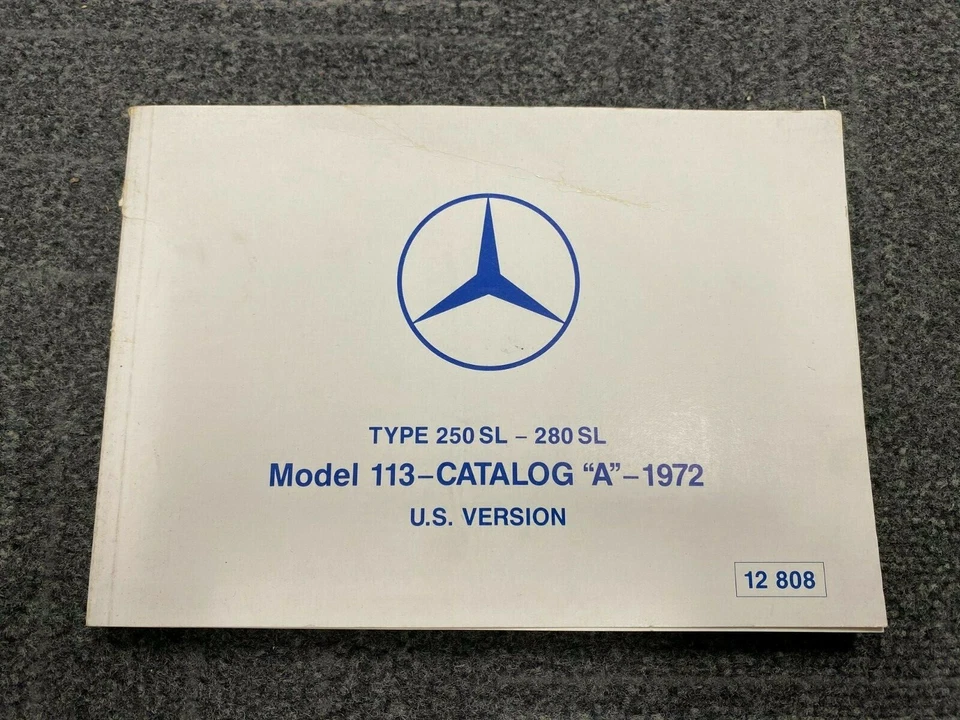 TYPE 250 SL – 280 SL
Model 113–CATALOG “A”–1972
U.S. VERSION
12 808